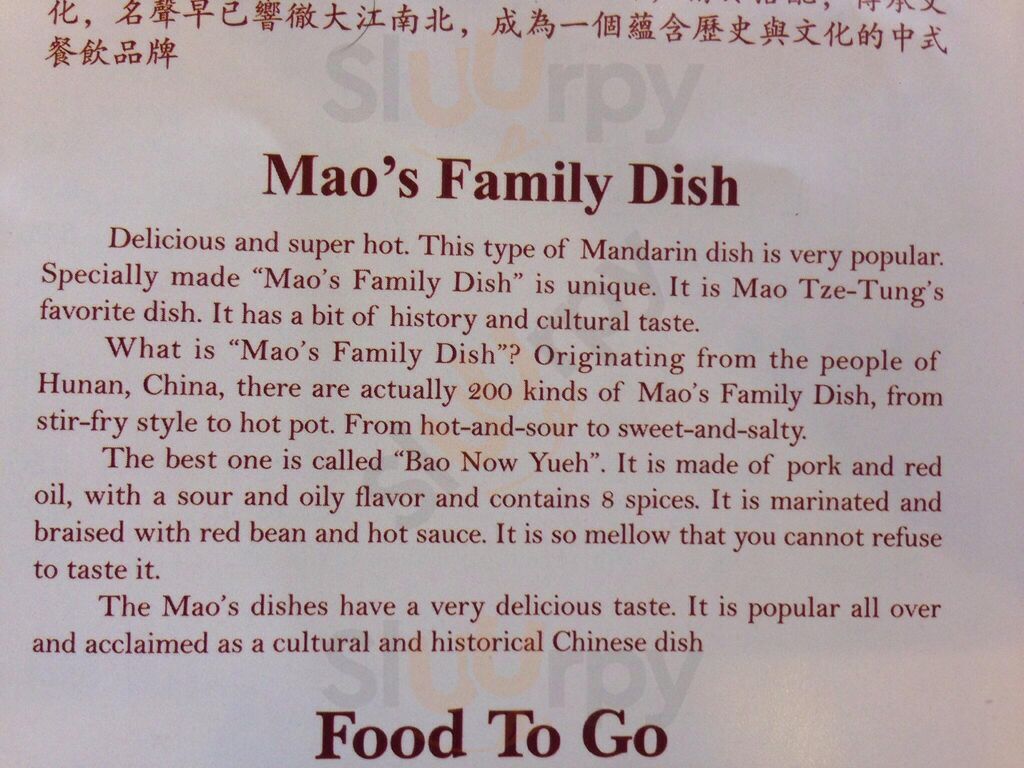 化，名聲早已響徹大江南北，成為一個蘊含歷史與文化的中式
餐飲品牌
Mao's Family Dish
Delicious and super hot. This type of Mandarin dish is very popular.
Specially made “Mao's Family Dish” is unique. It is Mao Tze-Tung's
favorite dish. It has a bit of history and cultural taste.
What is “Mao's Family Dish”? Originating from the people of
Hunan, China, there are actually 200 kinds of Mao's Family Dish, from
stir-fry style to hot pot. From hot-and-sour to sweet-and-salty.
The best one is called “Bao Now Yueh”. It is made of pork and red
oil, with a sour and oily flavor and contains 8 spices. It is marinated and
braised with red bean and hot sauce. It is so mellow that you cannot refuse
to taste it.
The Mao's dishes have a very delicious taste. It is popular all over
and acclaimed as a cultural and historical Chinese dish
Food To Go
Sluurpy
Sluurpy
Sluurpy